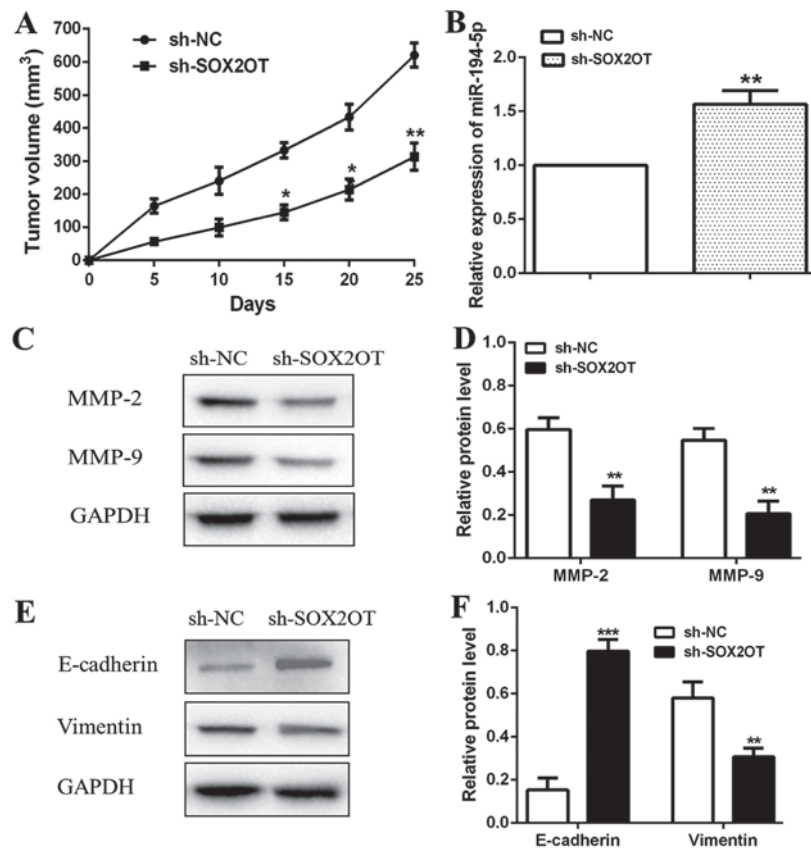 A
Tumor volume (mm³)
700
600
500
400
300
200
100
0
sh-NC
sh-SOX2OT
*
*
**
0
5
10
15
20
25
Days
B
Relative expression of miR-194-5p
2.0
1.5
1.0
0.5
0.0
sh-NC
sh-SOX2OT
**
C
sh-NC sh-SOX2OT
MMP-2
MMP-9
GAPDH
D
Relative protein level
1.0
0.8
0.6
0.4
0.2
0.0
sh-NC
sh-SOX2OT
**
**
MMP-2
MMP-9
E
sh-NC sh-SOX2OT
E-cadherin
Vimentin
GAPDH
F
Relative protein level
1.0
0.8
0.6
0.4
0.2
0.0
sh-NC
sh-SOX2OT
***
**
E-cadherin
Vimentin